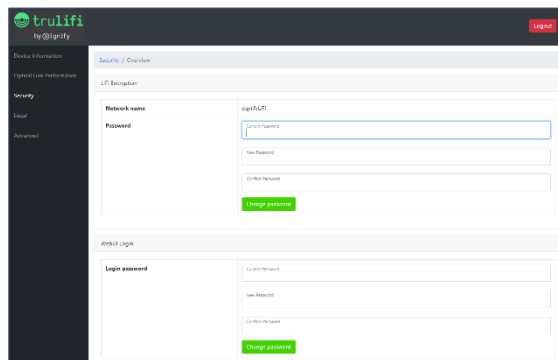 trulifi
by Signify
Logout
Device Information
Optical Link Performance
Security
Legal
Advanced
Security / Overview
LiFi Encryption
Network name
signifyLiFi
Password
Current Password
New Password
Confirm Password
Change password
WebUI Login
Login password
Current Password
New Password
Confirm Password
Change password